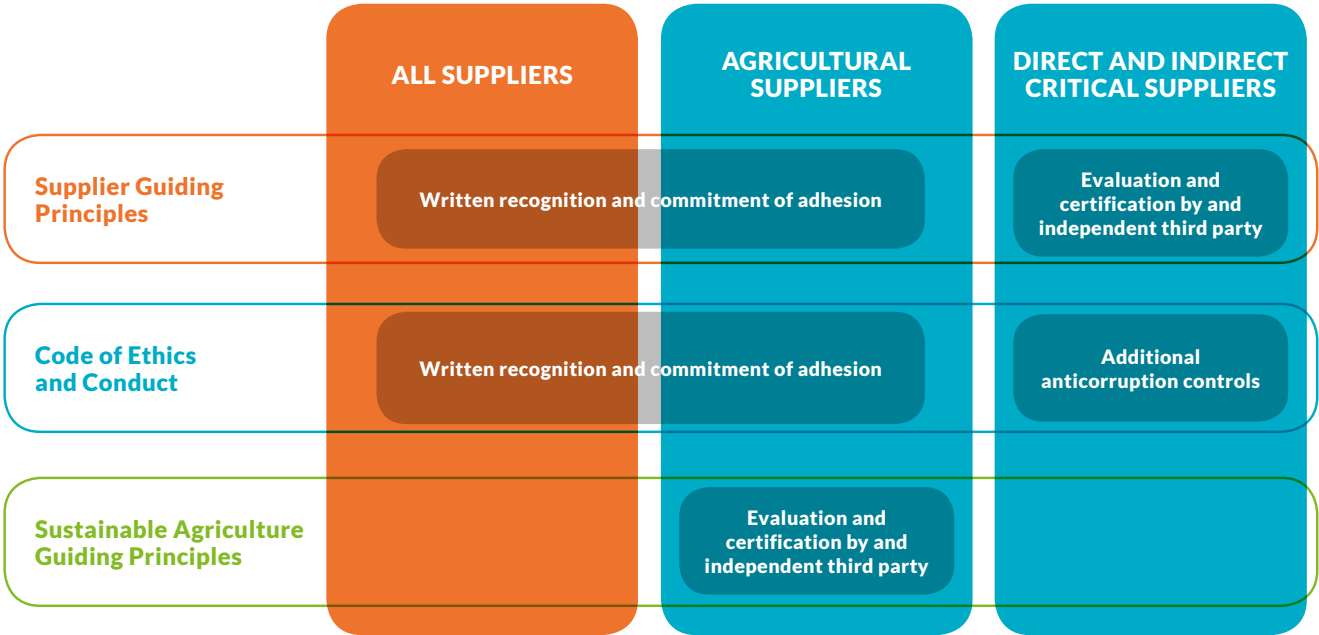 ALL SUPPLIERS
AGRICULTURAL
SUPPLIERS
DIRECT AND INDIRECT
CRITICAL SUPPLIERS
Supplier Guiding
Principles
Written recognition and commitment of adhesion
Evaluation and
certification by and
independent third party
Code of Ethics
and Conduct
Written recognition and commitment of adhesion
Additional
anticorruption controls
Sustainable Agriculture
Guiding Principles
Evaluation and
certification by and
independent third party